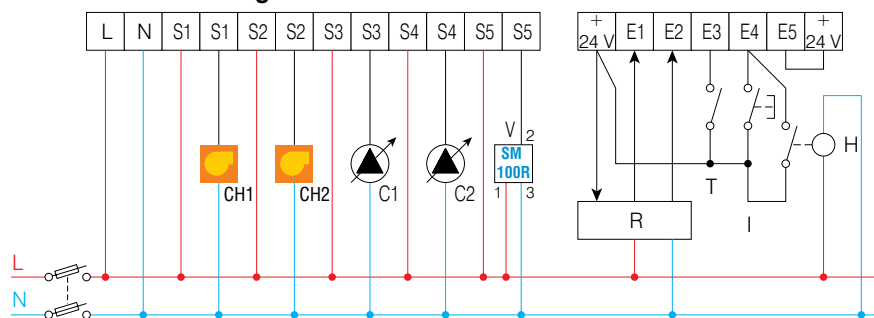 g
L N S1 S1 S2 S2 S3 S3 S4 S4 S5 S5
+ 24 V E1 E2 E3 E4 E5 + 24 V
V 2
SM 100R
1 3
CH1 CH2 C1 C2
H
T
R I
L
N